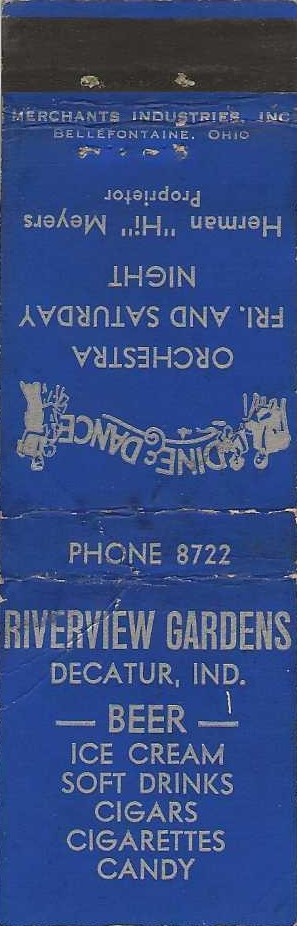 MERCHANTS INDUSTRIES, INC
BELLEFONTAINE, OHIO
DINE & DANCE
ORCHESTRA
FRI. AND SATURDAY
NIGHT
Herman "Hi" Meyers
Proprietor
PHONE 8722
RIVERVIEW GARDENS
DECATUR, IND.
— BEER —
ICE CREAM
SOFT DRINKS
CIGARS
CIGARETTES
CANDY